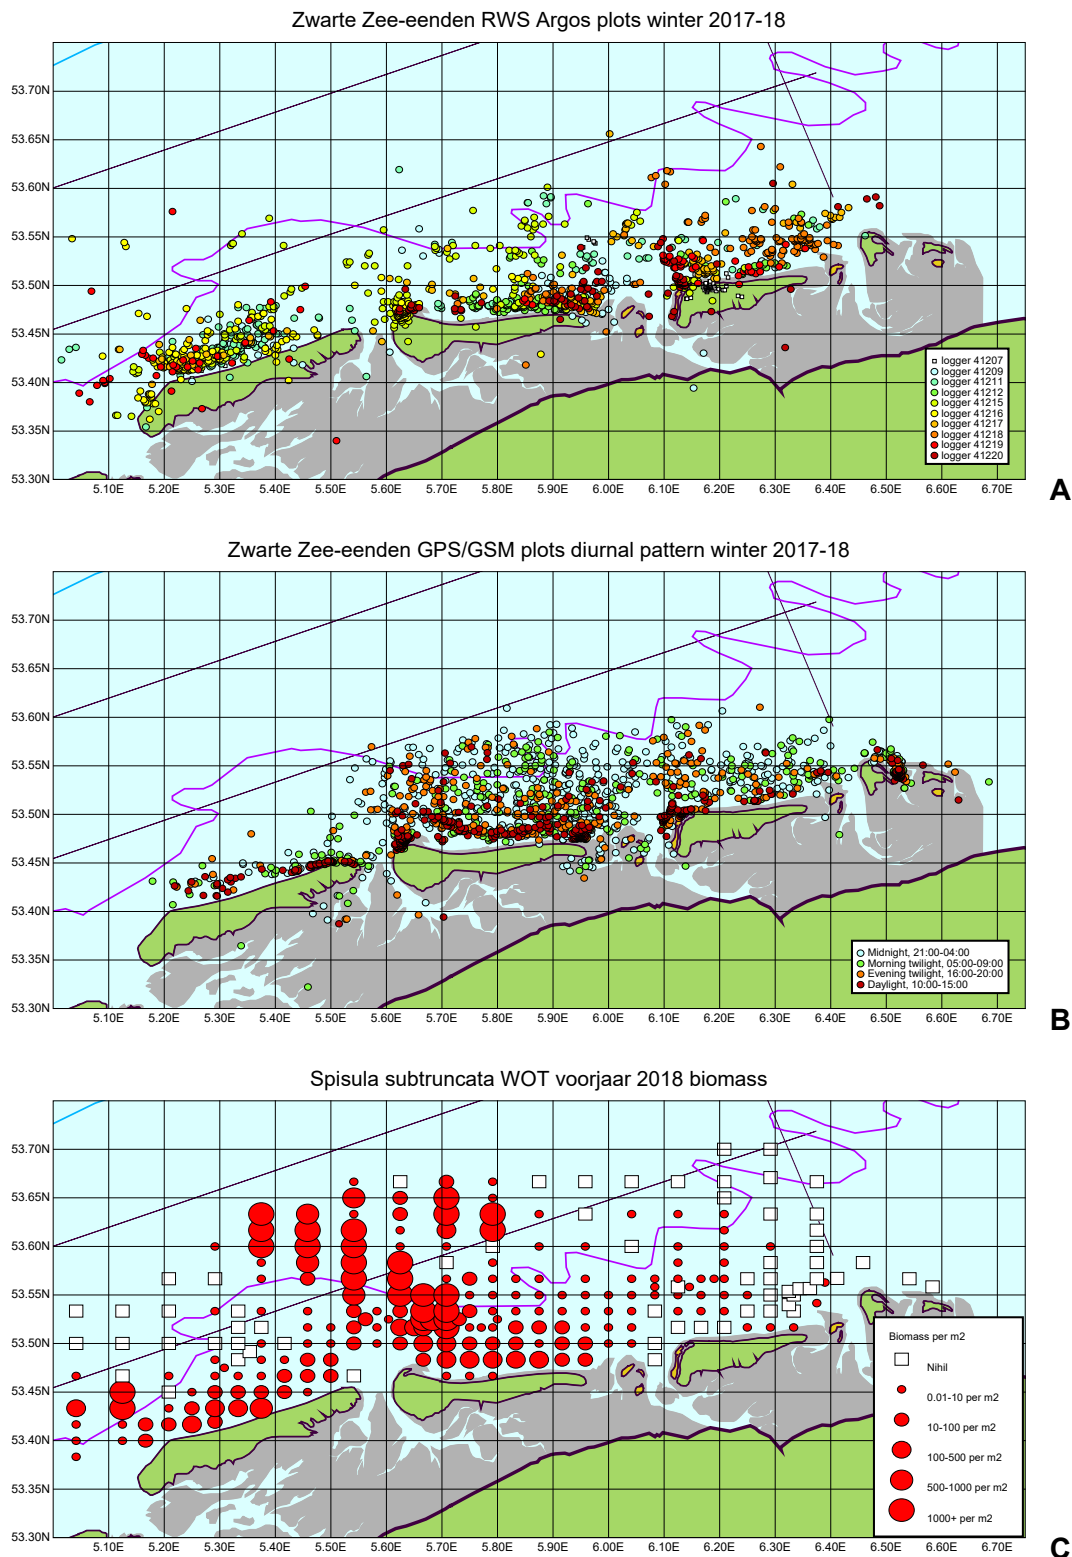 Zwarte Zee-eenden RWS Argos plots winter 2017-18
53.70N
53.65N
53.60N
53.55N
53.50N
53.45N
53.40N
53.35N
53.30N
5.10E 5.20E 5.30E 5.40E 5.50E 5.60E 5.70E 5.80E 5.90E 6.00E 6.10E 6.20E 6.30E 6.40E 6.50E 6.60E 6.70E
logger 41207
logger 41209
logger 41211
logger 41212
logger 41215
logger 41216
logger 41217
logger 41218
logger 41219
logger 41220
A
Zwarte Zee-eenden GPS/GSM plots diurnal pattern winter 2017-18
53.70N
53.65N
53.60N
53.55N
53.50N
53.45N
53.40N
53.35N
53.30N
5.10E 5.20E 5.30E 5.40E 5.50E 5.60E 5.70E 5.80E 5.90E 6.00E 6.10E 6.20E 6.30E 6.40E 6.50E 6.60E 6.70E
Midnight, 21:00-04:00
Morning twilight, 05:00-09:00
Evening twilight, 16:00-20:00
Daylight, 10:00-15:00
B
Spisula subtruncata WOT voorjaar 2018 biomass
53.70N
53.65N
53.60N
53.55N
53.50N
53.45N
53.40N
53.35N
53.30N
5.10E 5.20E 5.30E 5.40E 5.50E 5.60E 5.70E 5.80E 5.90E 6.00E 6.10E 6.20E 6.30E 6.40E 6.50E 6.60E 6.70E
Biomass per m2
Nihil
0.01-10 per m2
10-100 per m2
100-500 per m2
500-1000 per m2
1000+ per m2
C